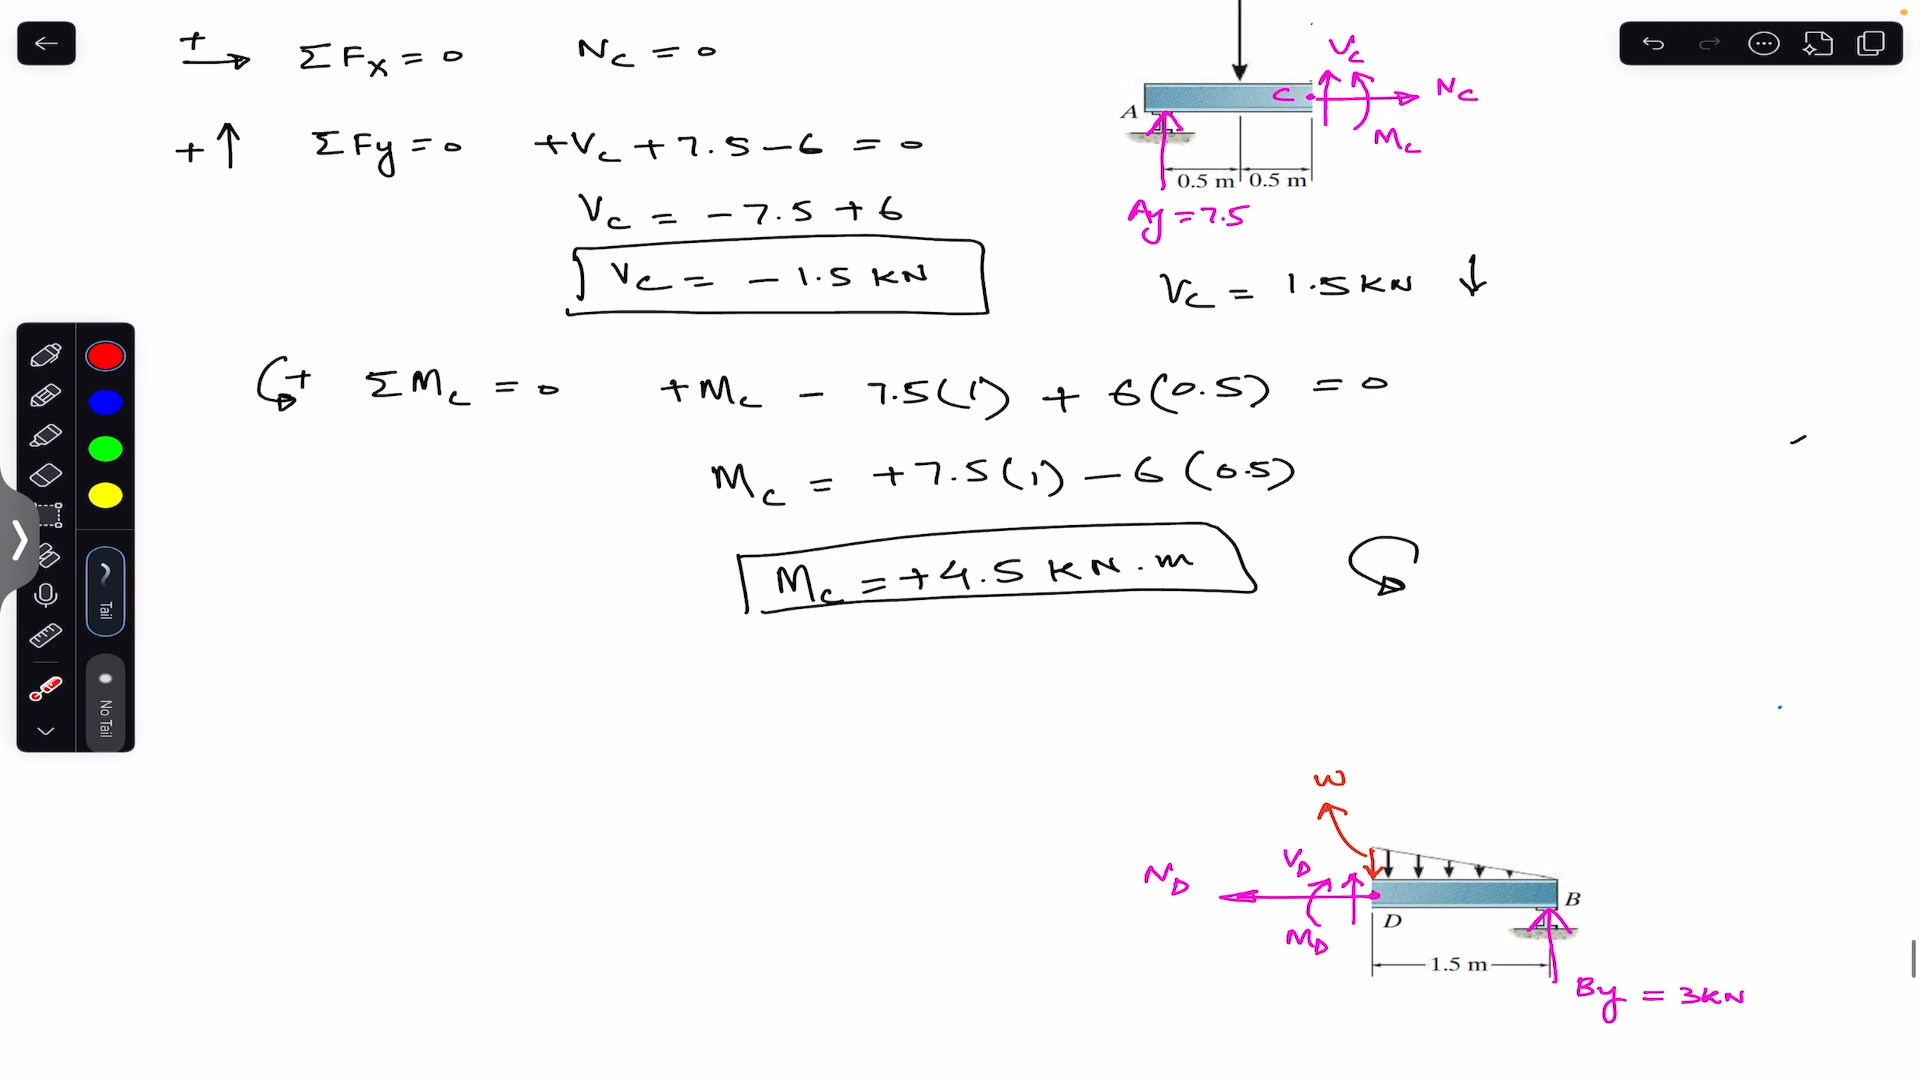 +→ ΣFx = 0 Nc = 0
+↑ ΣFy = 0 +Vc + 7.5 - 6 = 0
Vc = -7.5 + 6
Vc = -1.5 KN
A C Vc Nc Mc
0.5 m 0.5 m
Ay = 7.5
Vc = 1.5 KN ↓
+ ΣMc = 0 +Mc - 7.5(1) + 6(0.5) = 0
Mc = +7.5(1) - 6(0.5)
Mc = +4.5 KN.m
Tail
No Tail
w
ND VD MD D B
1.5 m
By = 3KN